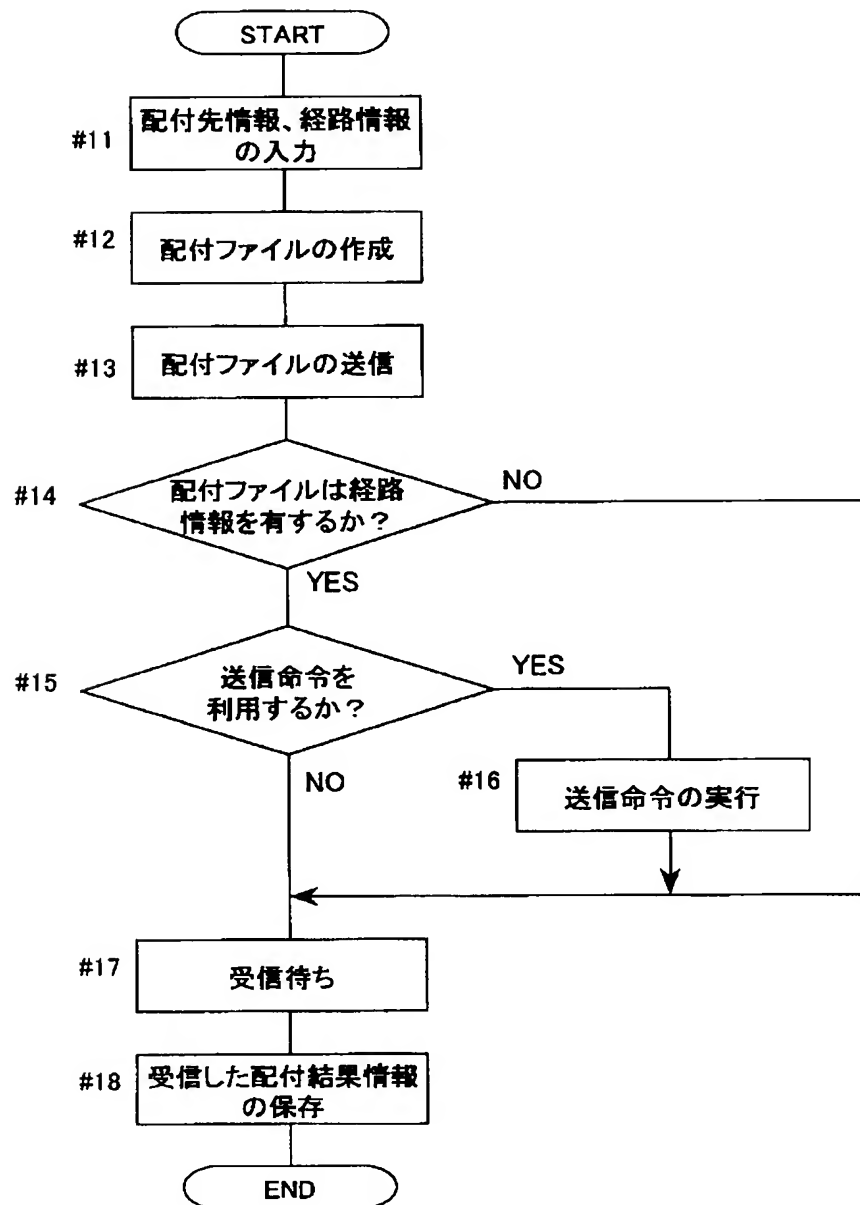 START
#11
配付先情報、経路情報
の入力
#12
配付ファイルの作成
#13
配付ファイルの送信
#14
配付ファイルは経路
情報を有するか？
NO
YES
#15
送信命令を
利用するか？
YES
NO
#16
送信命令の実行
#17
受信待ち
#18
受信した配付結果情報
の保存
END